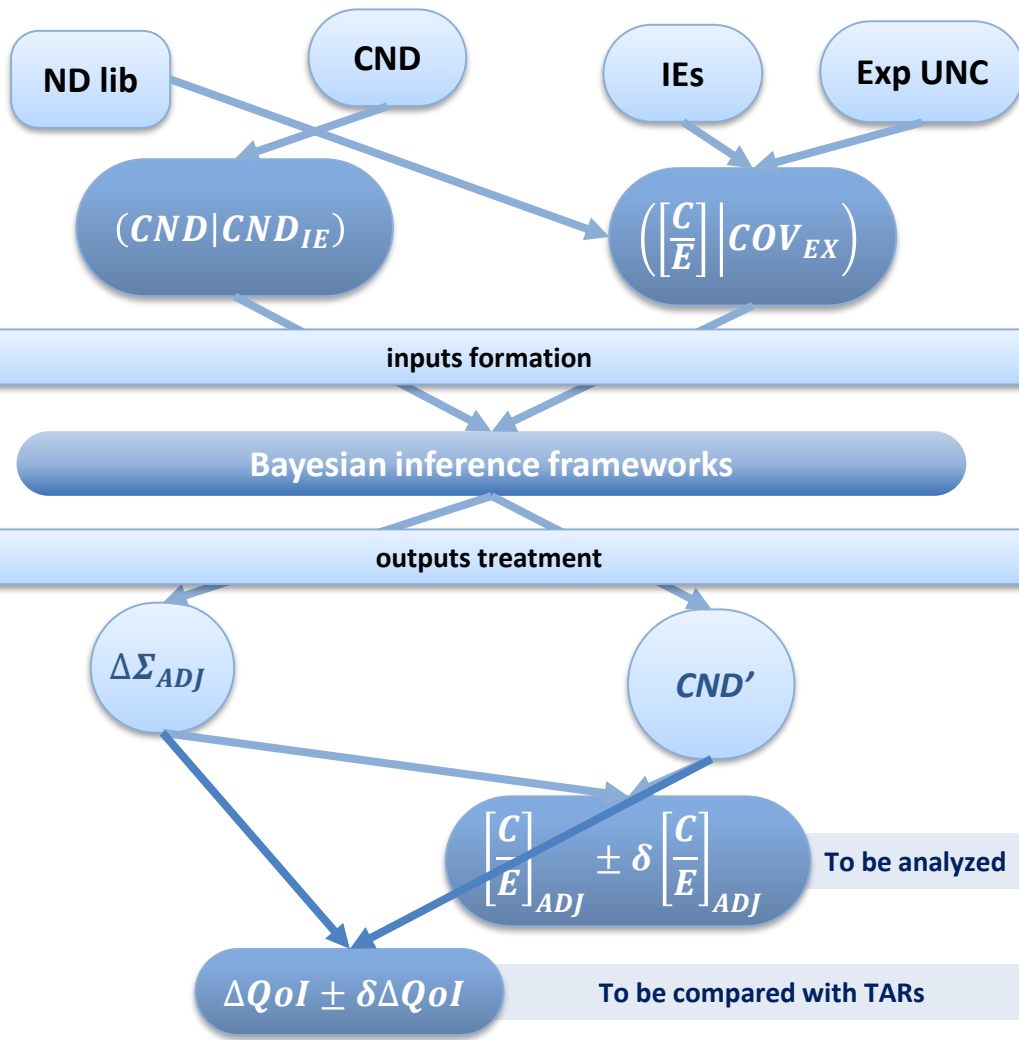 ND lib
CND
IEs
Exp UNC
(CND|CND_IE)
([C/E]|COV_EX)
inputs formation
Bayesian inference frameworks
outputs treatment
ΔΣ_ADJ
CND’
[C/E]_ADJ ± δ [C/E]_ADJ
To be analyzed
ΔQoI ± δΔQoI
To be compared with TARs